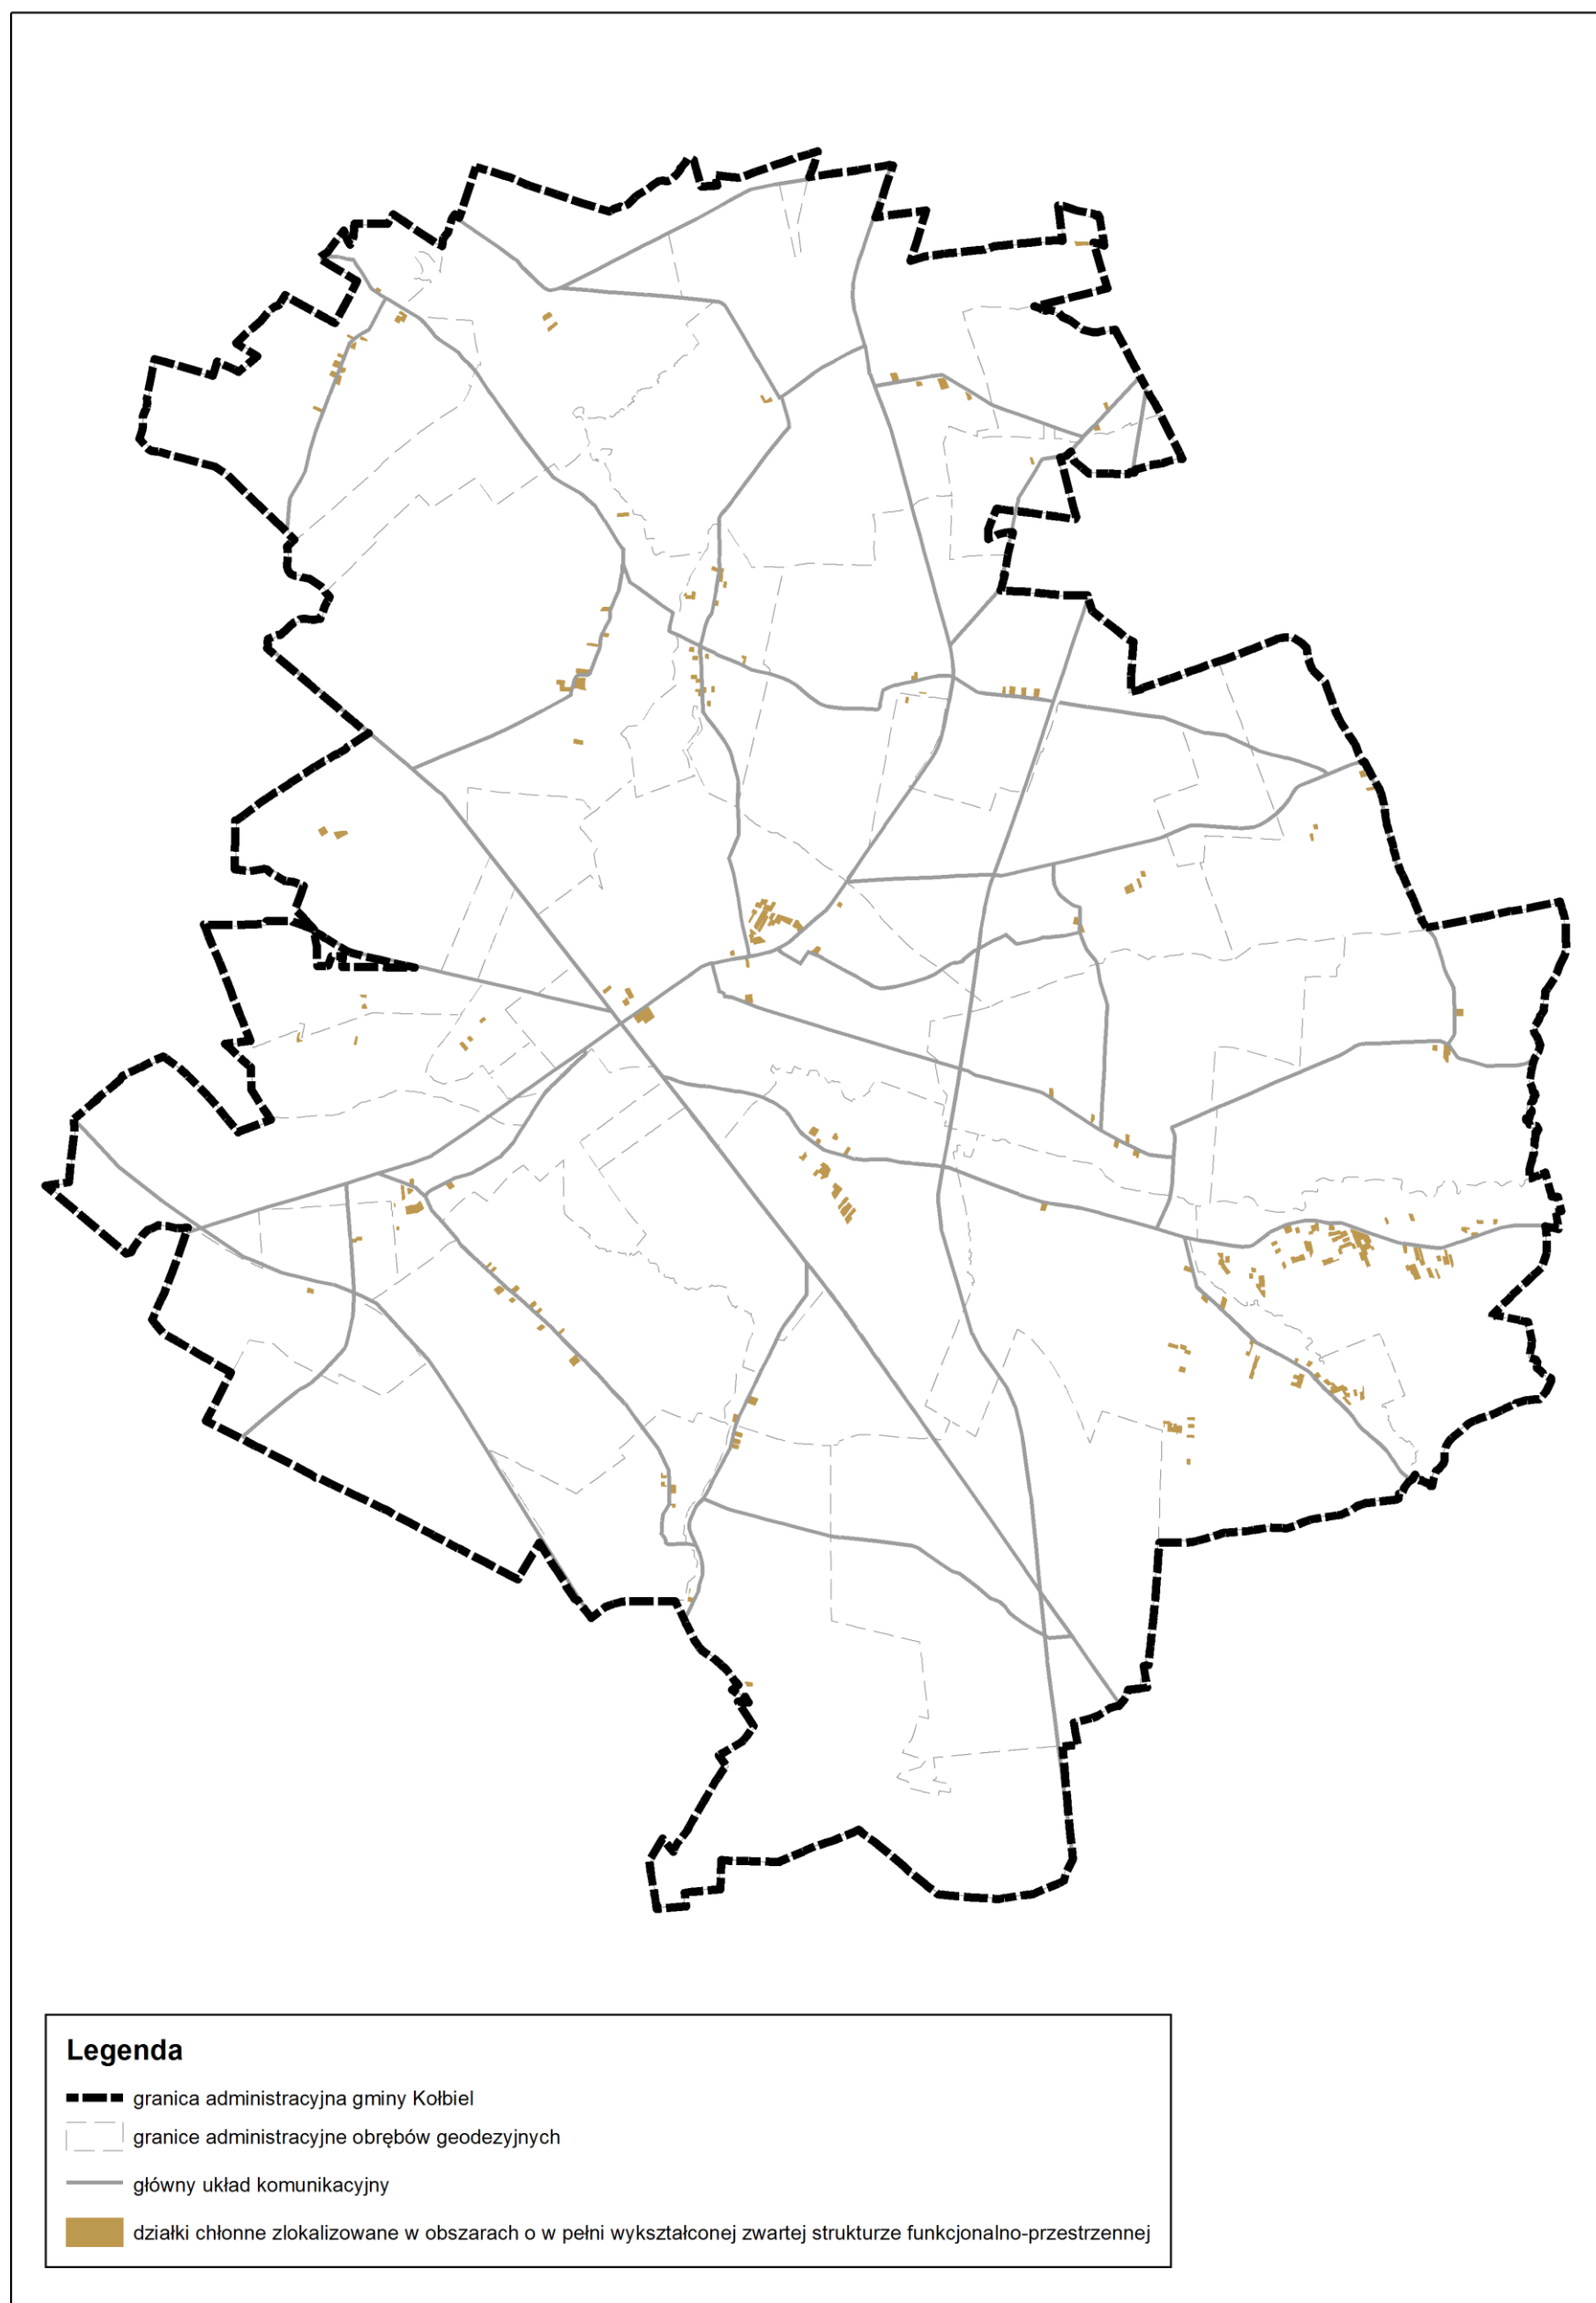 Legenda
granica administracyjna gminy Kołbiel
granice administracyjne obrębów geodezyjnych
główny układ komunikacyjny
działki chłonne zlokalizowane w obszarach o w pełni wykształconej zwartej strukturze funkcjonalno-przestrzennej